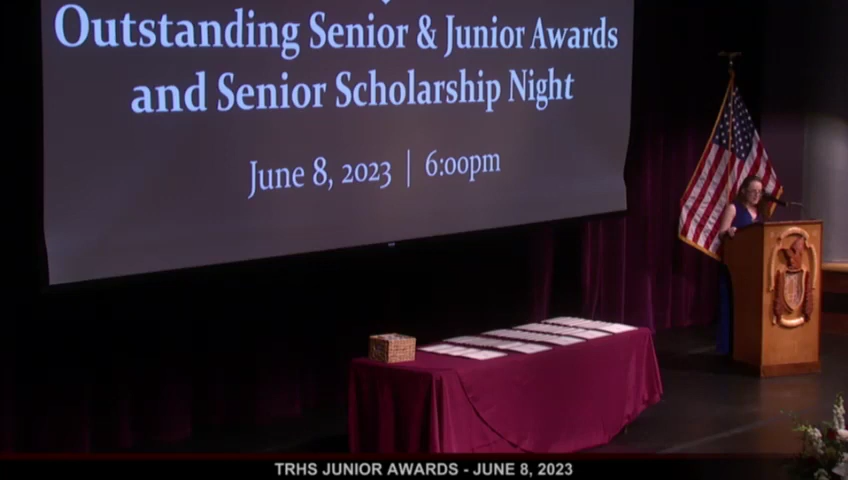 Outstanding Senior & Junior Awards
and Senior Scholarship Night
June 8, 2023 | 6:00pm
TRHS JUNIOR AWARDS - JUNE 8, 2023